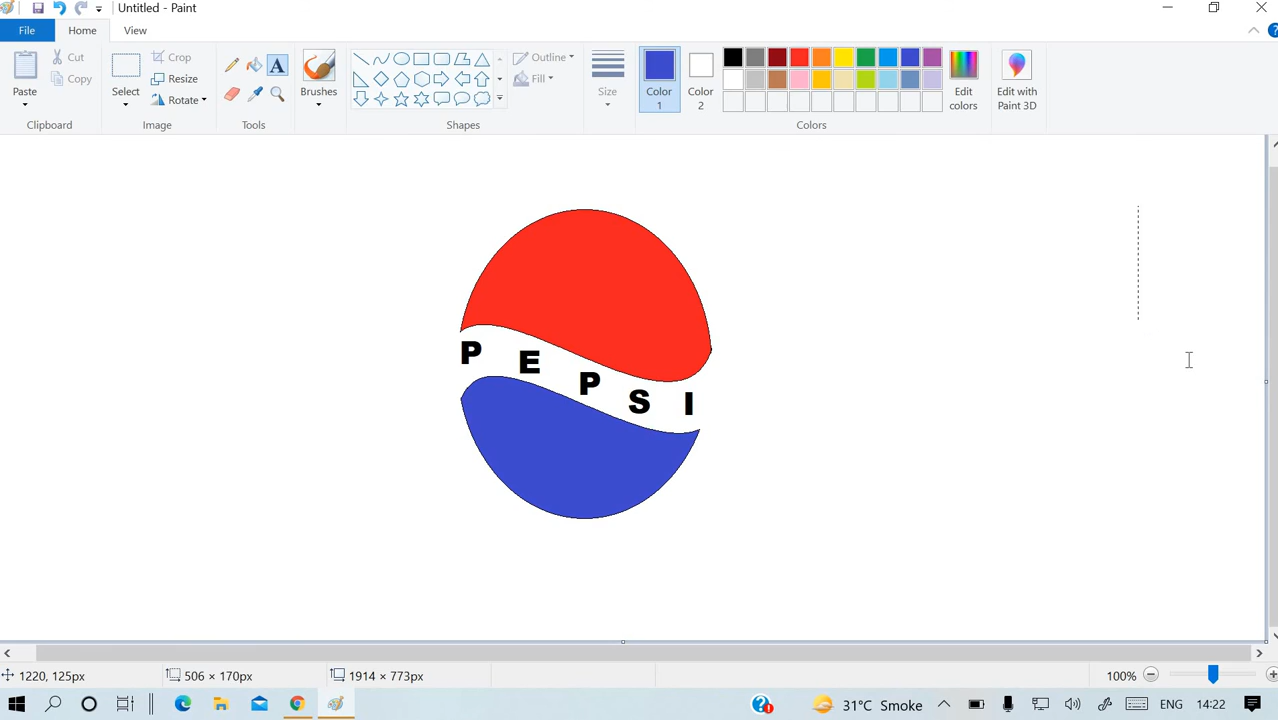 Untitled - Paint
File Home View
Paste
Cut
Copy
Clipboard
Select
Crop
Resize
Rotate
Image
A
Tools
Brushes
Outline
Fill
Shapes
Size
Color 1
Color 2
Edit colors
Colors
Edit with Paint 3D
P E P S I
1220, 125px 506 × 170px 1914 × 773px 100%
31°C Smoke ENG 14:22